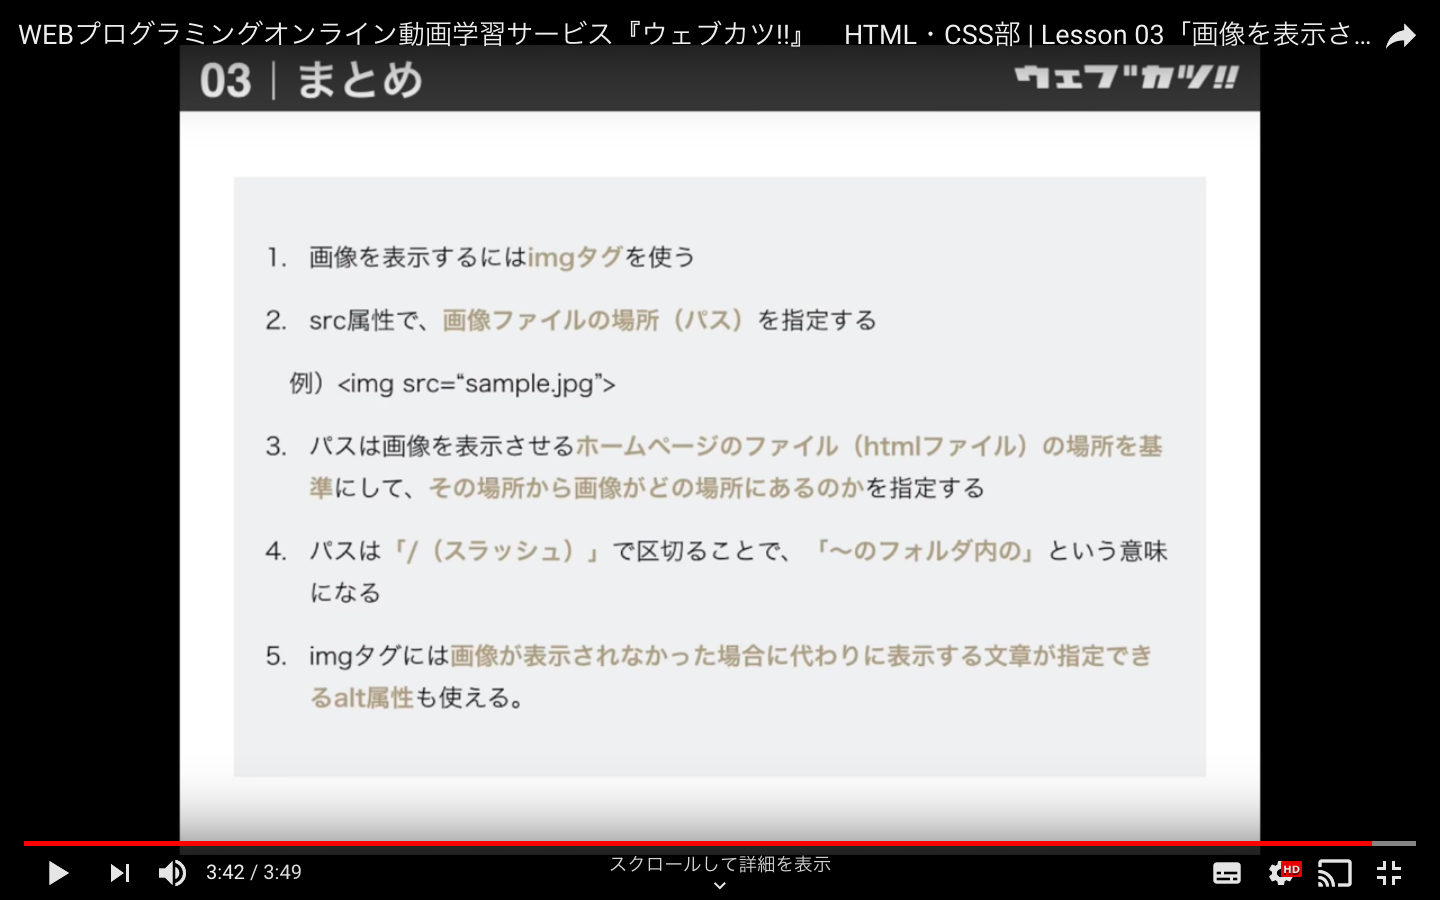 WEBプログラミングオンライン動画学習サービス『ウェブカツ!!』　HTML・CSS部 | Lesson 03「画像を表示さ...
03｜まとめ
ウェブカツ!!
1. 画像を表示するにはimgタグを使う
2. src属性で、画像ファイルの場所（パス）を指定する
例）<img src=“sample.jpg”>
3. パスは画像を表示させるホームページのファイル（htmlファイル）の場所を基
準にして、その場所から画像がどの場所にあるのかを指定する
4. パスは「/（スラッシュ）」で区切ることで、「〜のフォルダ内の」という意味
になる
5. imgタグには画像が表示されなかった場合に代わりに表示する文章が指定でき
るalt属性も使える。
3:42 / 3:49
スクロールして詳細を表示
HD